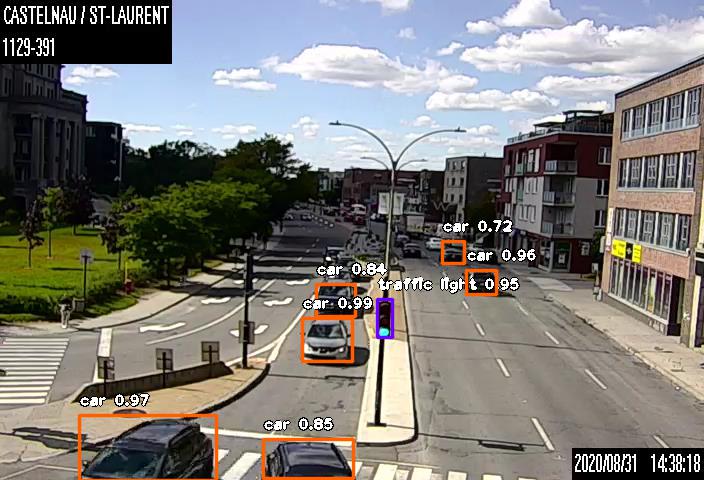 CASTELNAU / ST-LAURENT
1129-391
car 0.72
car 0.96
car 0.84
traffic light 0.95
car 0.99
car 0.97
car 0.85
2020/08/31 14:38:18